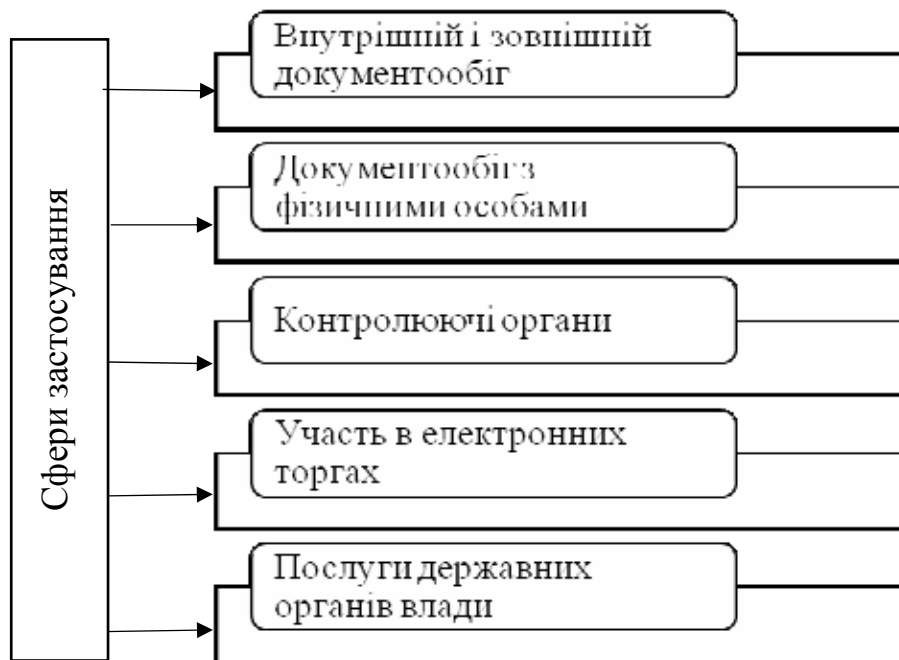 Сфери застосування
Внутрішній і зовнішній
документообіг
Документообіг з
фізичними особами
Контролюючі органи
Участь в електронних
торгах
Послуги державних
органів влади